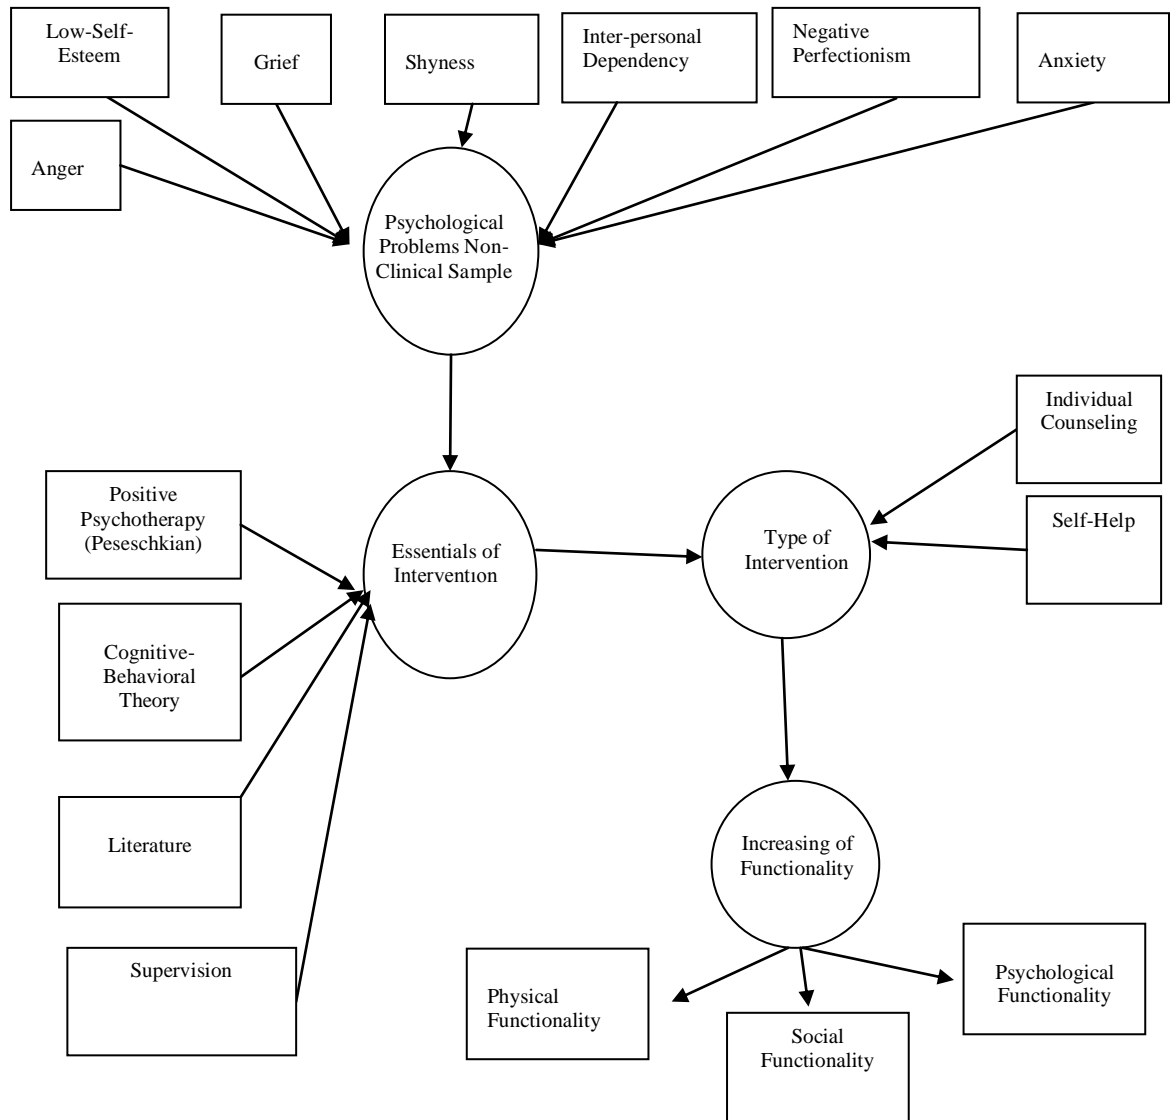 Low-Self-
Esteem
Grief
Shyness
Inter-personal
Dependency
Negative
Perfectionism
Anxiety
Anger
Psychological
Problems Non-
Clinical Sample
Individual
Counseling
Self-Help
Positive
Psychotherapy
(Peseschkian)
Essentials of
Intervention
Type of
Intervention
Cognitive-
Behavioral
Theory
Literature
Increasing of
Functionality
Supervision
Physical
Functionality
Social
Functionality
Psychological
Functionality